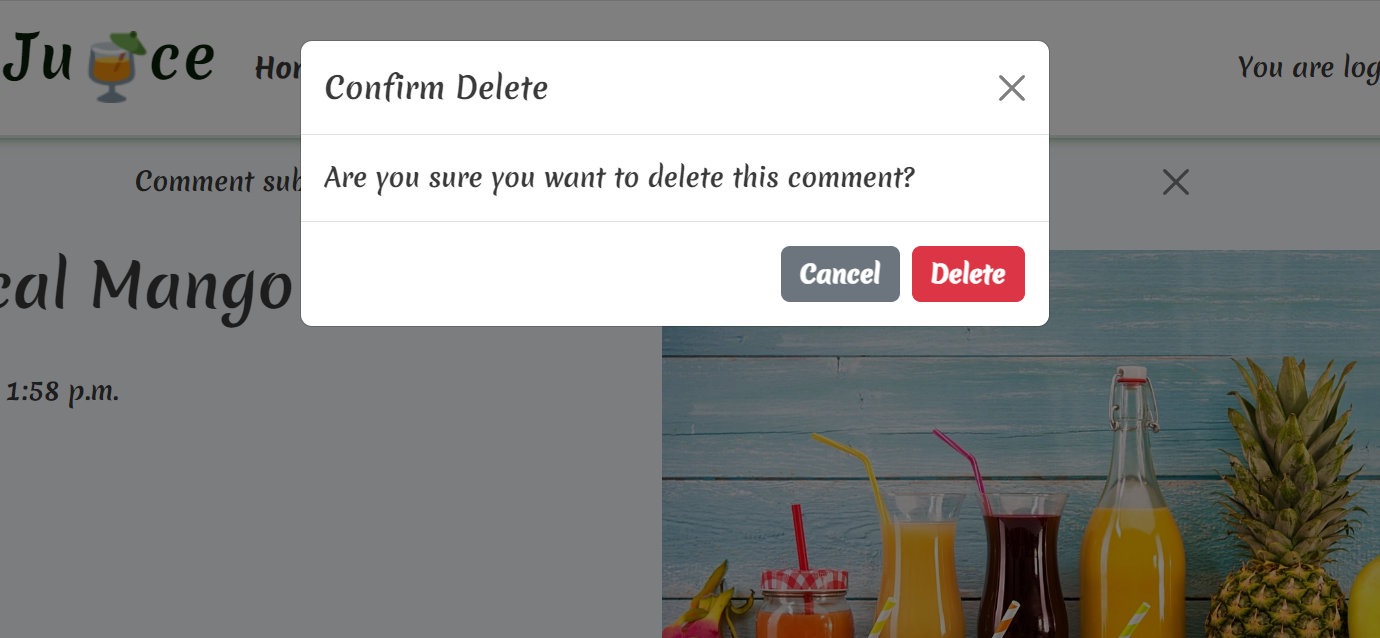 Ju ce
Hor
You are log
Confirm Delete
Comment sub
Are you sure you want to delete this comment?
Cancel
Delete
cal Mango
1:58 p.m.